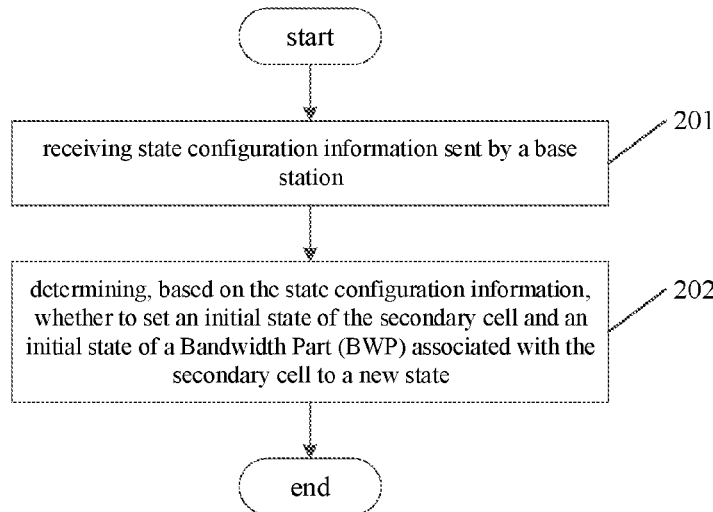 start
receiving state configuration information sent by a base
station
201
determining, based on the state configuration information,
whether to set an initial state of the secondary cell and an
initial state of a Bandwidth Part (BWP) associated with the
secondary cell to a new state
202
end